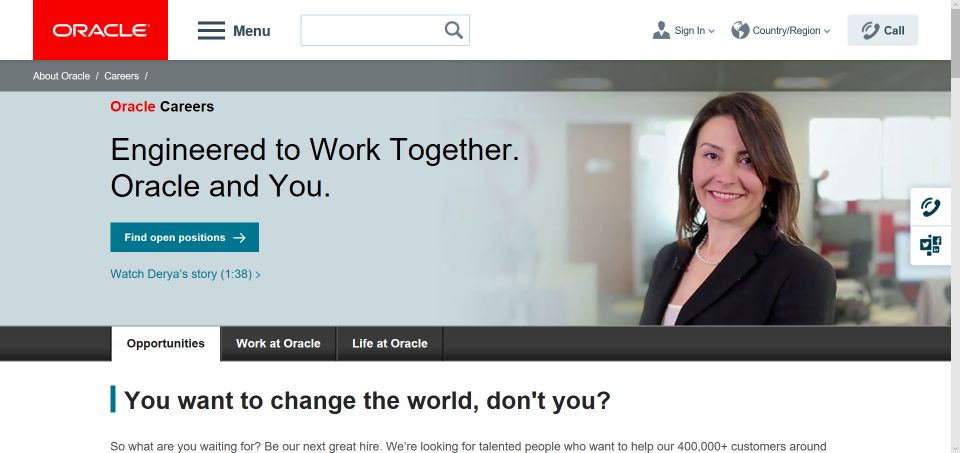 ORACLE
Menu
Sign In
Country/Region
Call
About Oracle / Careers /
Oracle Careers
Engineered to Work Together.
Oracle and You.
Find open positions
Watch Derya's story (1:38) >
Opportunities
Work at Oracle
Life at Oracle
You want to change the world, don't you?
So what are you waiting for? Be our next great hire. We're looking for talented people who want to help our 400,000+ customers around